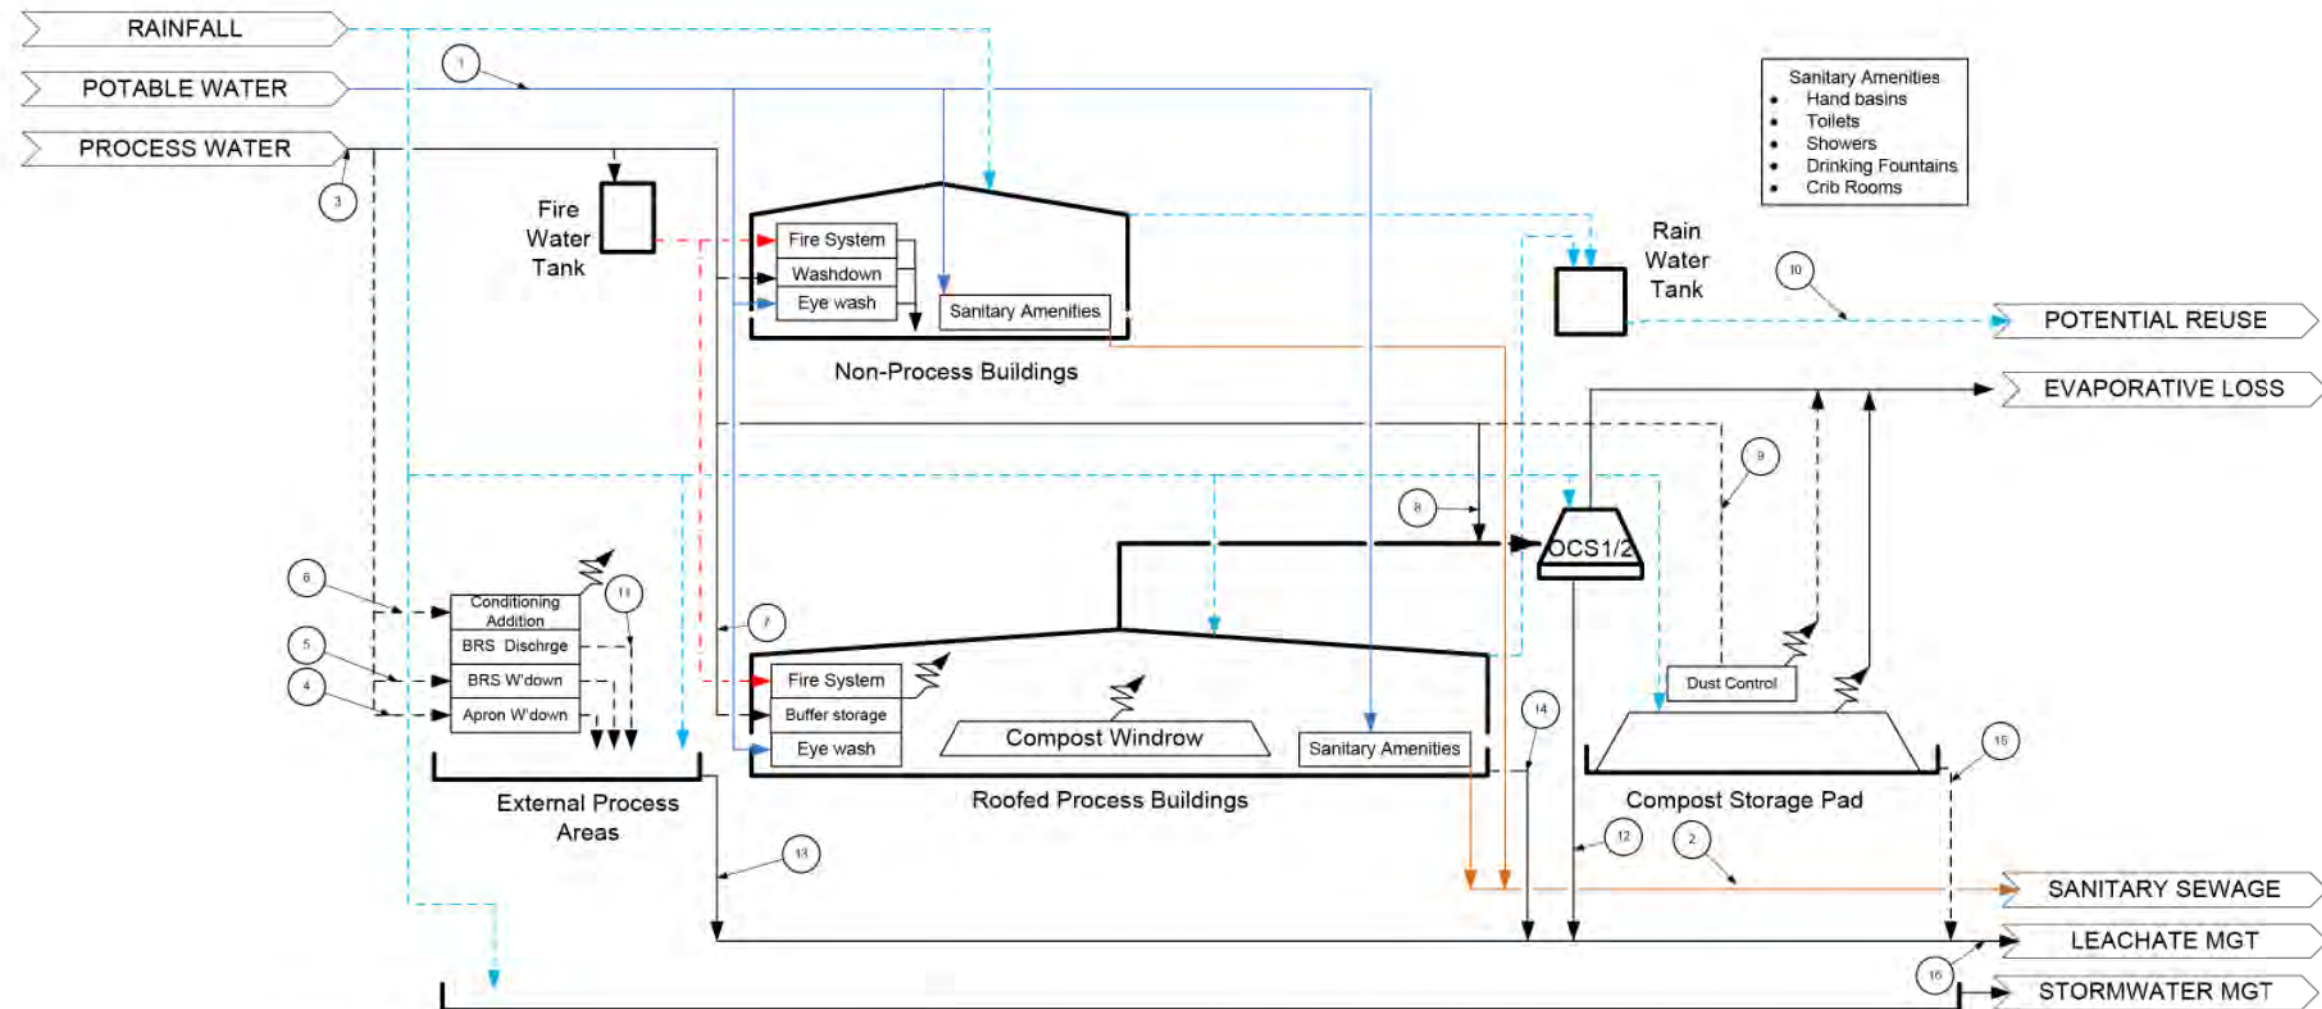 RAINFALL
POTABLE WATER
PROCESS WATER
1
3
Fire
Water
Tank
Fire System
Washdown
Eye wash
Sanitary Amenities
Non-Process Buildings
Sanitary Amenities
• Hand basins
• Toilets
• Showers
• Drinking Fountains
• Crib Rooms
Rain
Water
Tank
10
POTENTIAL REUSE
EVAPORATIVE LOSS
9
8
OCS1/2
6
5
4
Conditioning
Addition
BRS Dischrge
BRS W'down
Apron W'down
11
7
External Process
Areas
13
Fire System
Buffer storage
Eye wash
Compost Windrow
Sanitary Amenities
Roofed Process Buildings
14
Dust Control
Compost Storage Pad
15
12
2
SANITARY SEWAGE
LEACHATE MGT
16
STORMWATER MGT